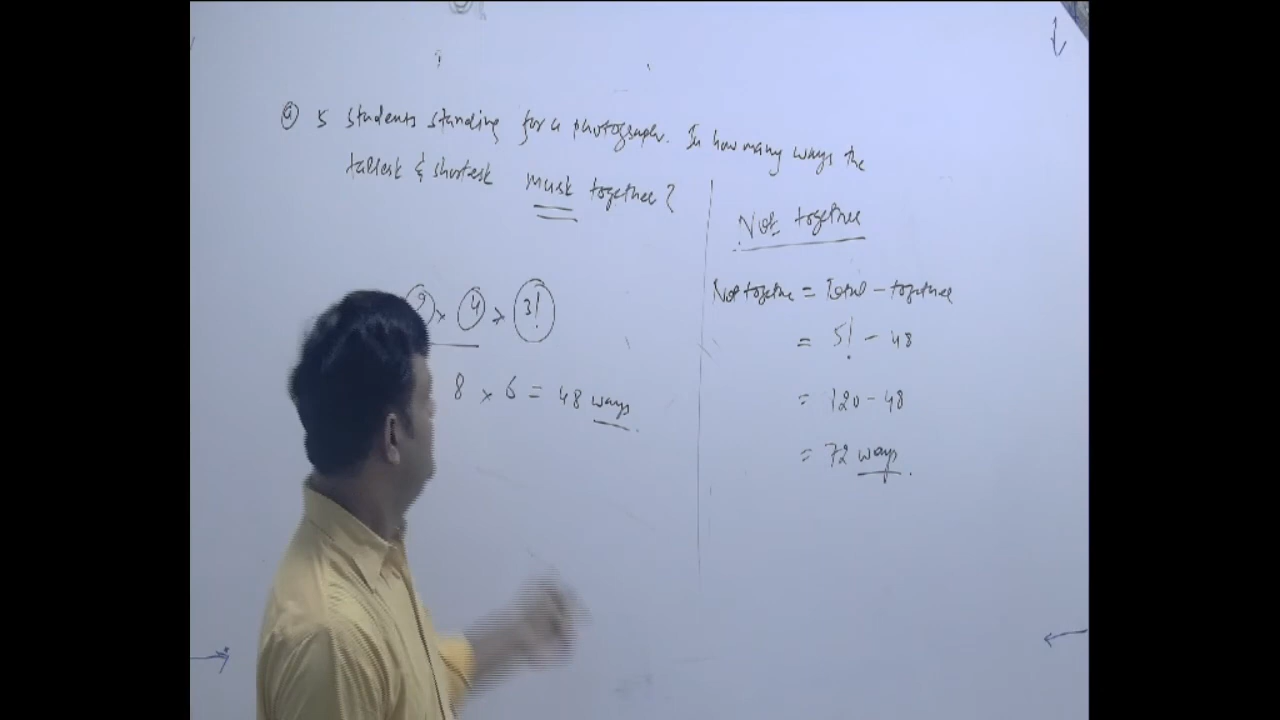 Q 5 students standing for a photograph. In how many ways the
tallest & shortest must together?
2 × 4 × 3!
8 × 6 = 48 ways.
Not together
Not together = Total - together
= 5! - 48
= 120 - 48
= 72 ways.